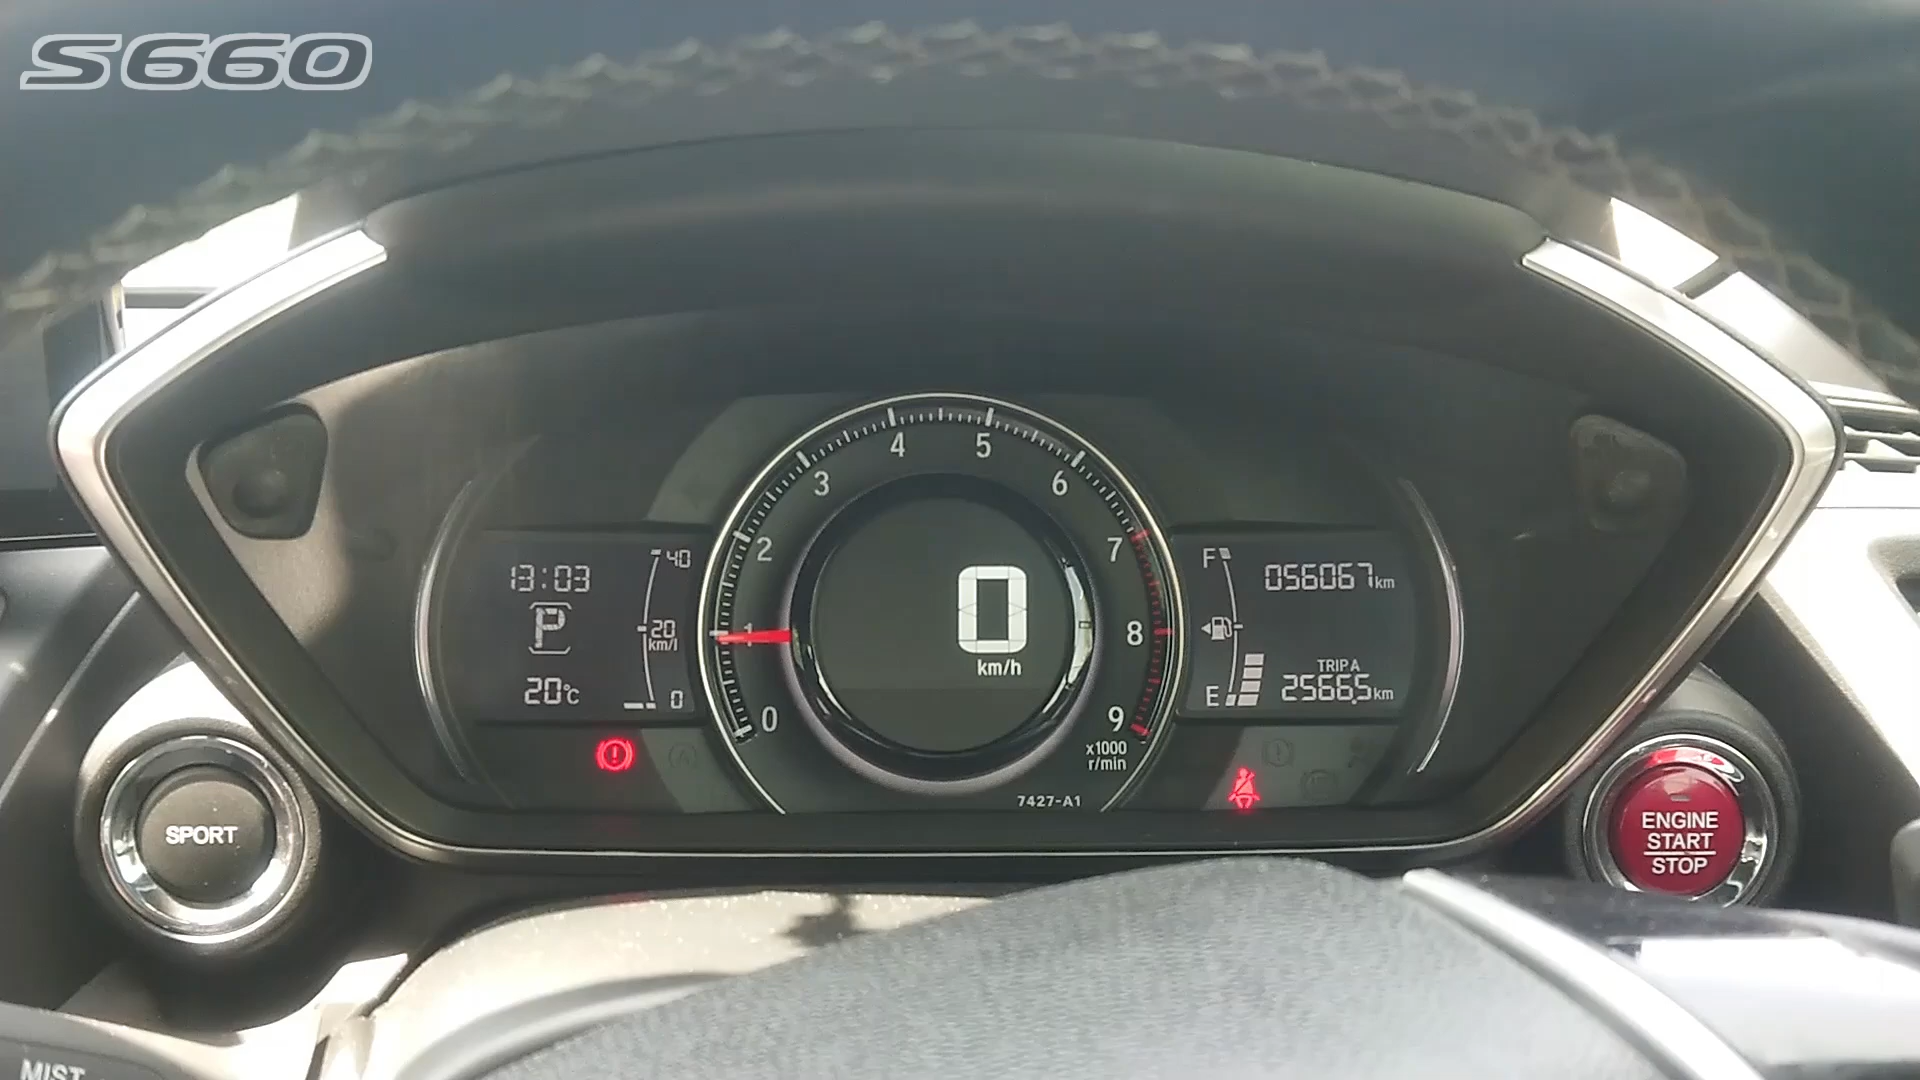 S660
13:03
P
20°C
40
20
km/l
0
0
1
2
3
4
5
6
7
8
9
x1000
r/min
0
km/h
7427-A1
F
E
056067km
TRIP A
2566.5km
SPORT
ENGINE
START
STOP
MIST